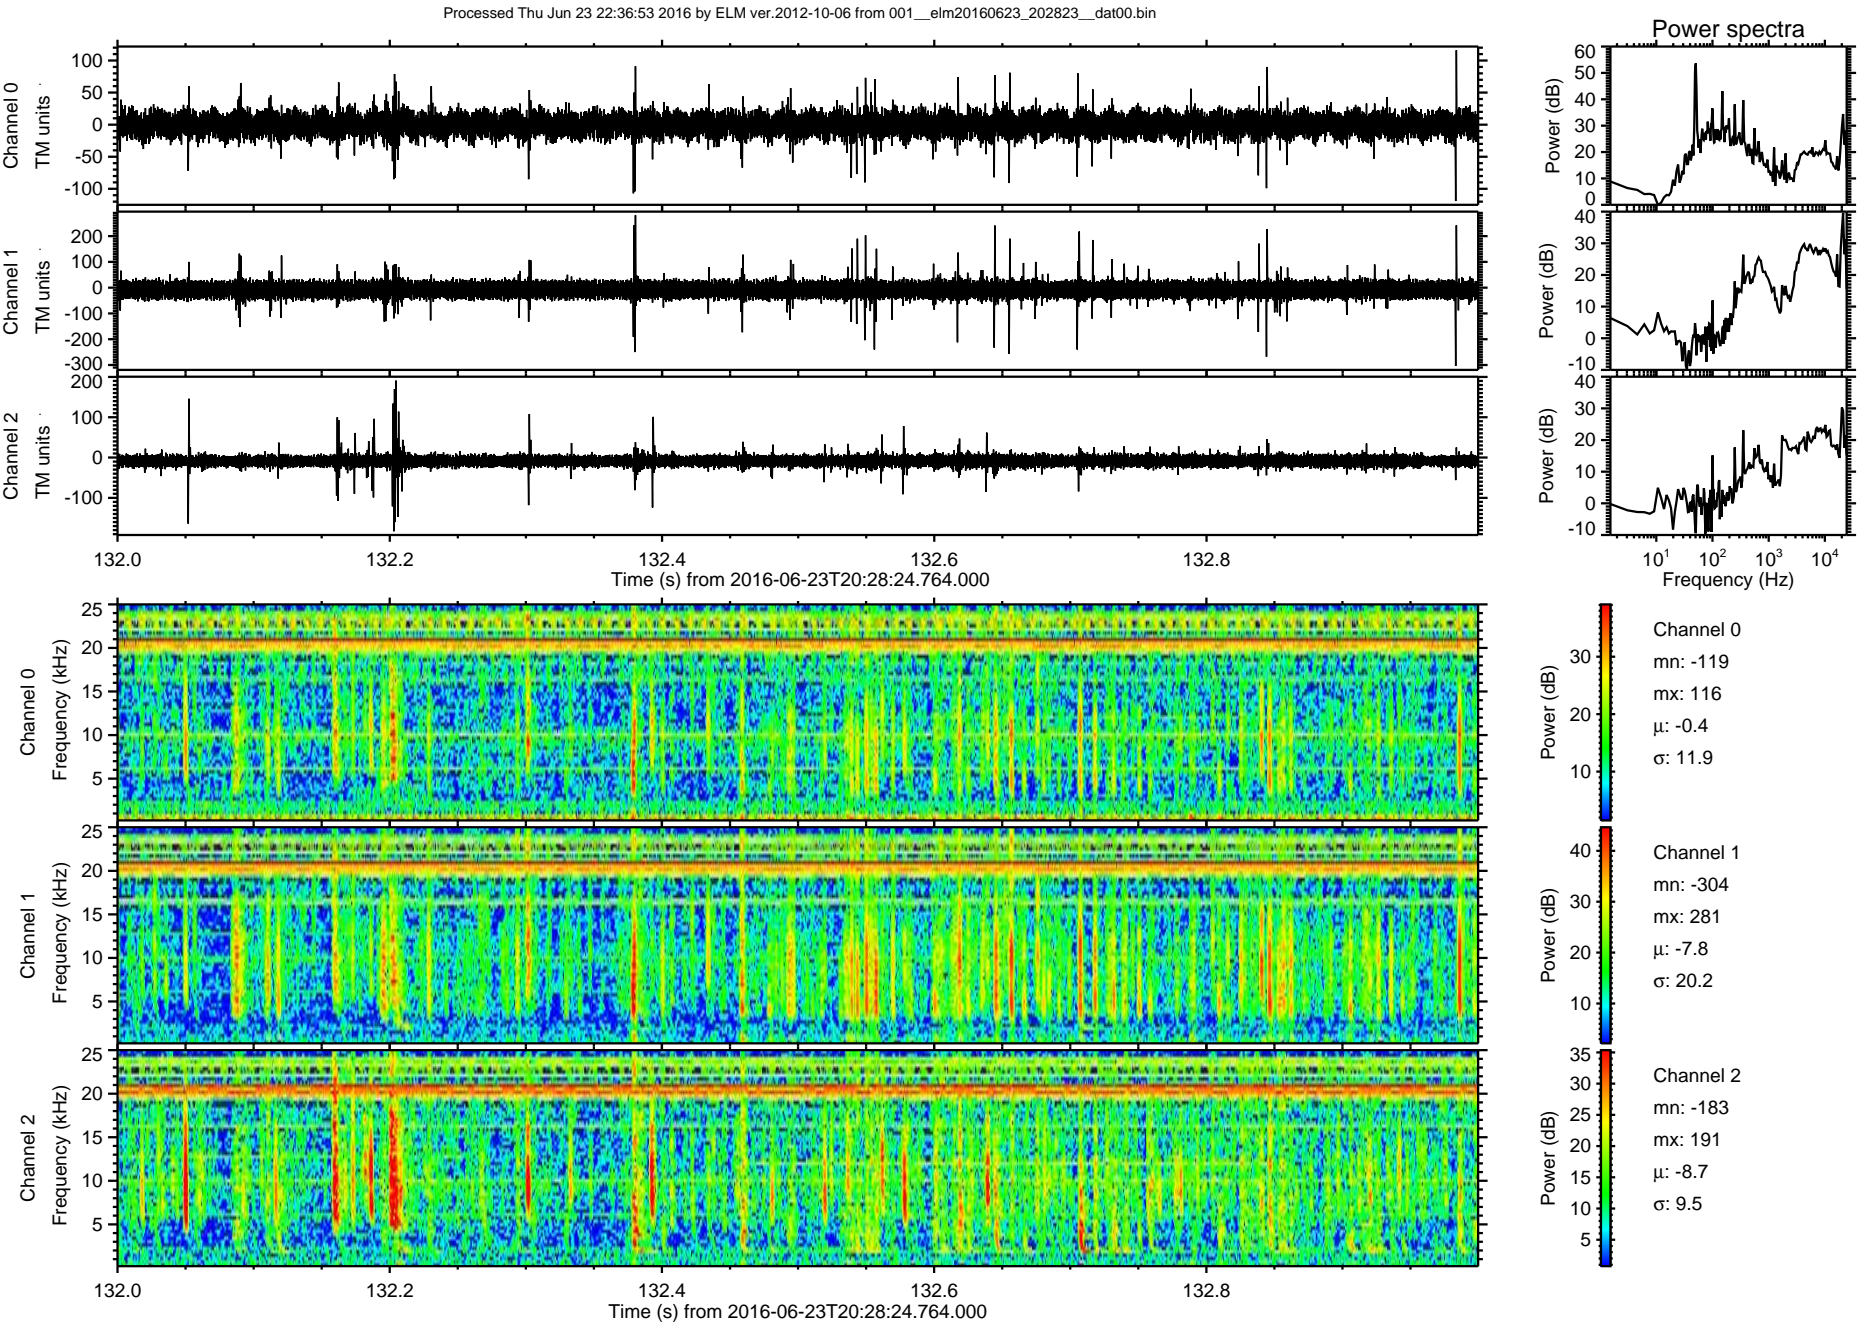 Processed Thu Jun 23 22:36:53 2016 by ELM ver.2012-10-06 from 001__elm20160623_202823__dat00.bin
Power spectra
Channel 0
TM units
100
50
0
-50
-100
Power (dB)
60
50
40
30
20
10
0
Channel 1
TM units
200
100
0
-100
-200
-300
Power (dB)
40
30
20
10
0
-10
Channel 2
TM units
200
100
0
-100
Power (dB)
40
30
20
10
0
-10
132.0 132.2 132.4 132.6 132.8
Time (s) from 2016-06-23T20:28:24.764.000
10¹ 10² 10³ 10⁴
Frequency (Hz)
Channel 0
Frequency (kHz)
25
20
15
10
5
Power (dB)
30
20
10
Channel 0
mn: -119
mx: 116
μ: -0.4
σ: 11.9
Channel 1
Frequency (kHz)
25
20
15
10
5
Power (dB)
40
30
20
10
Channel 1
mn: -304
mx: 281
μ: -7.8
σ: 20.2
Channel 2
Frequency (kHz)
25
20
15
10
5
Power (dB)
35
30
25
20
15
10
5
Channel 2
mn: -183
mx: 191
μ: -8.7
σ: 9.5
132.0 132.2 132.4 132.6 132.8
Time (s) from 2016-06-23T20:28:24.764.000